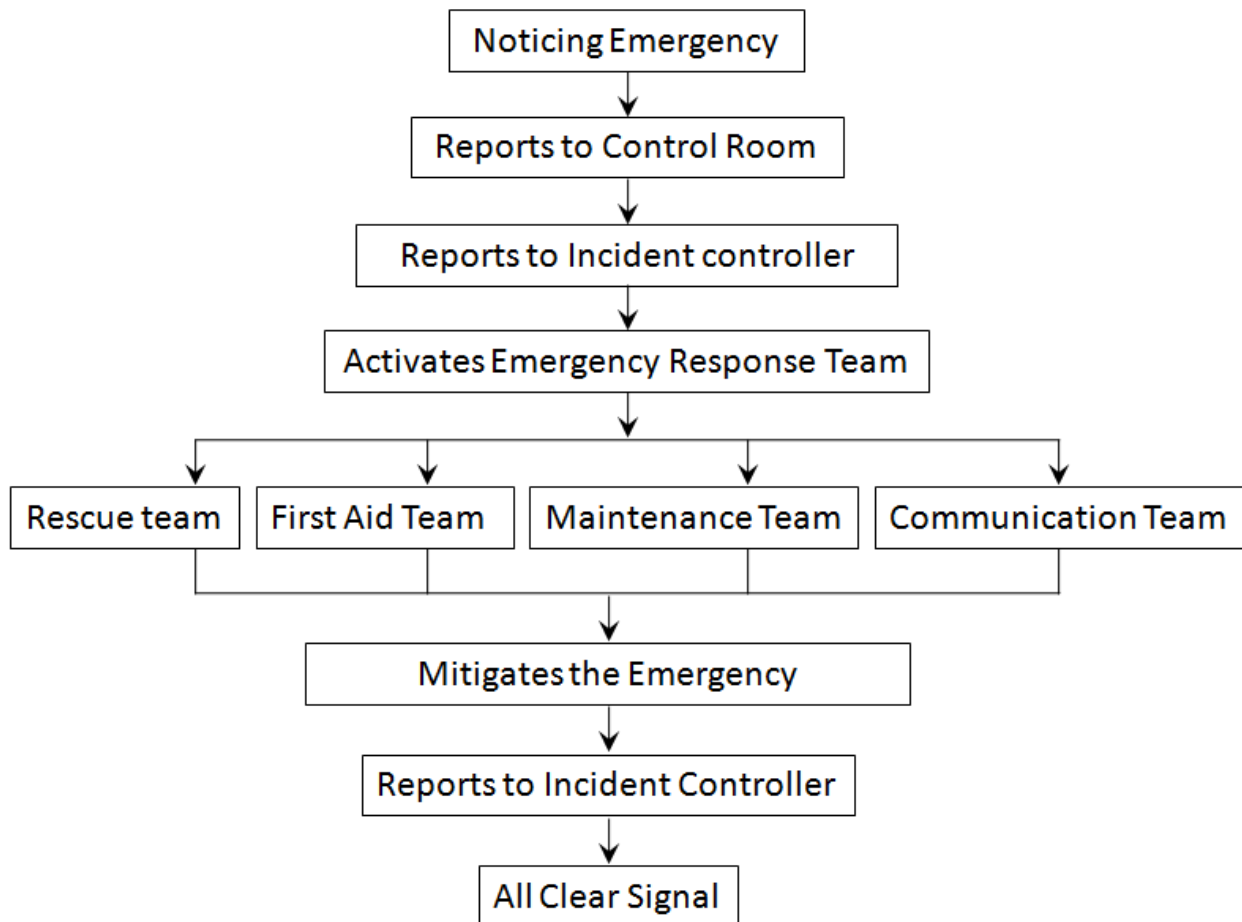 Noticing Emergency
Reports to Control Room
Reports to Incident controller
Activates Emergency Response Team
Rescue team
First Aid Team
Maintenance Team
Communication Team
Mitigates the Emergency
Reports to Incident Controller
All Clear Signal